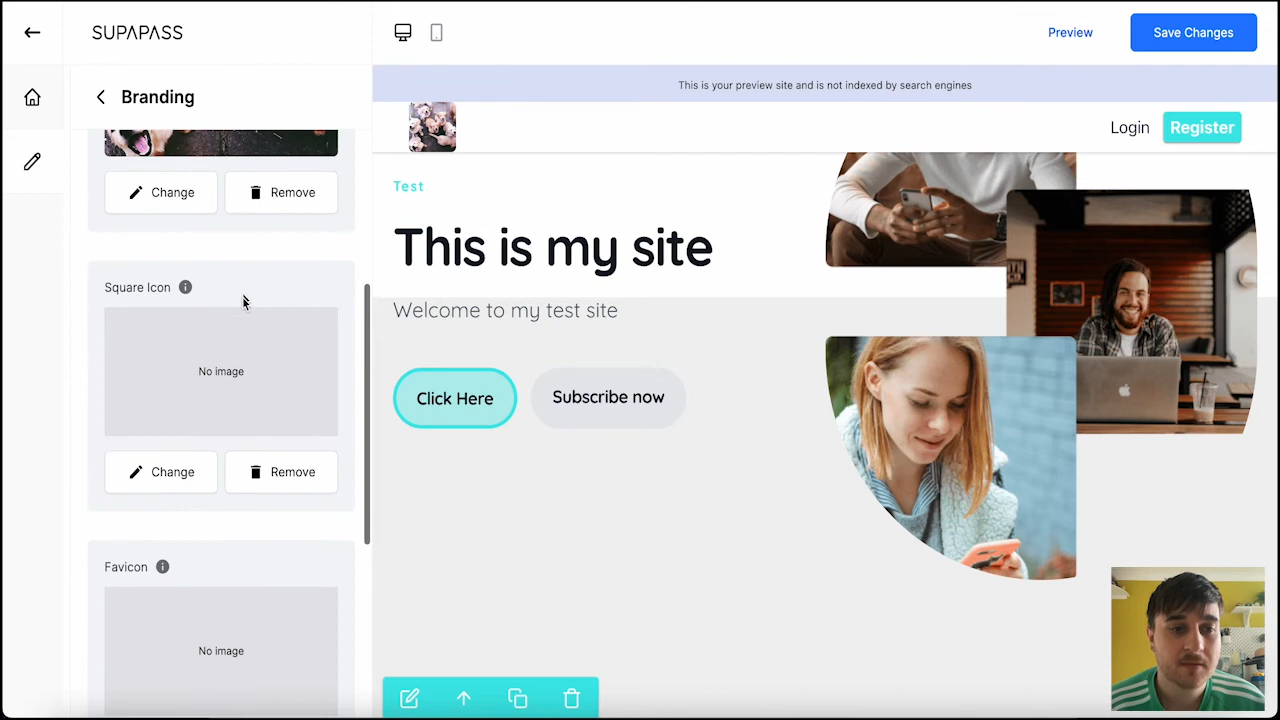 SUPAPASS
Preview
Save Changes
Branding
This is your preview site and is not indexed by search engines
Login
Register
Change
Remove
Test
This is my site
Square Icon
Welcome to my test site
No image
Click Here
Subscribe now
Change
Remove
Favicon
No image